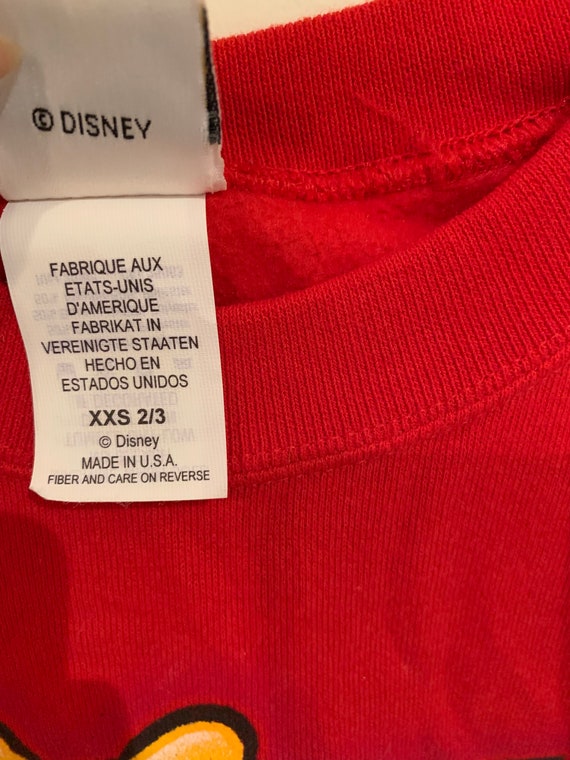 © DISNEY
FABRIQUE AUX
ETATS-UNIS
D'AMERIQUE
FABRIKAT IN
VEREINIGTE STAATEN
HECHO EN
ESTADOS UNIDOS
XXS 2/3
© Disney
MADE IN U.S.A.
FIBER AND CARE ON REVERSE